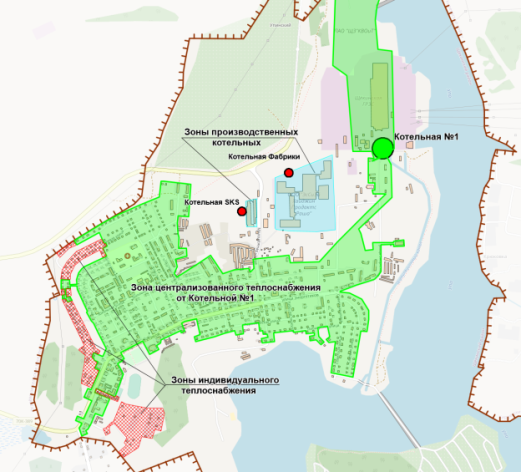 Котельная №1
Зоны производственных
котельных
Котельная Фабрики
Котельная SKS
Зона централизованного теплоснабжения
от Котельной №1
Зоны индивидуального
теплоснабжения